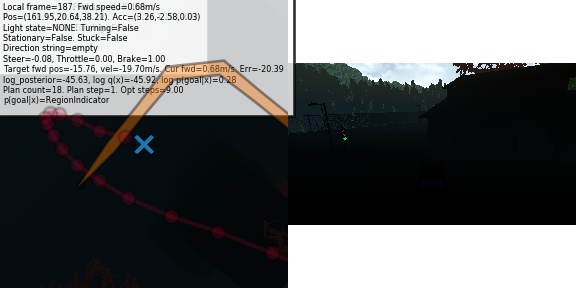 Local frame=187. Fwd speed=0.68m/s
Pos=(161.95,20.64,38.21). Acc=(3.26,-2.58,0.03)
Light state=NONE. Turning=False
Stationary=False. Stuck=False
Direction string=empty
Steer=-0.08, Throttle=0.00, Brake=1.00
Target fwd pos=-15.76, vel=-19.70m/s. Cur fwd=0.68m/s, Err=-20.39
log_posterior=-45.63, log q(x)=-45.92, log p(goal|x)=0.28
Plan count=18. Plan step=1. Opt steps=9.00
p(goal|x)=RegionIndicator